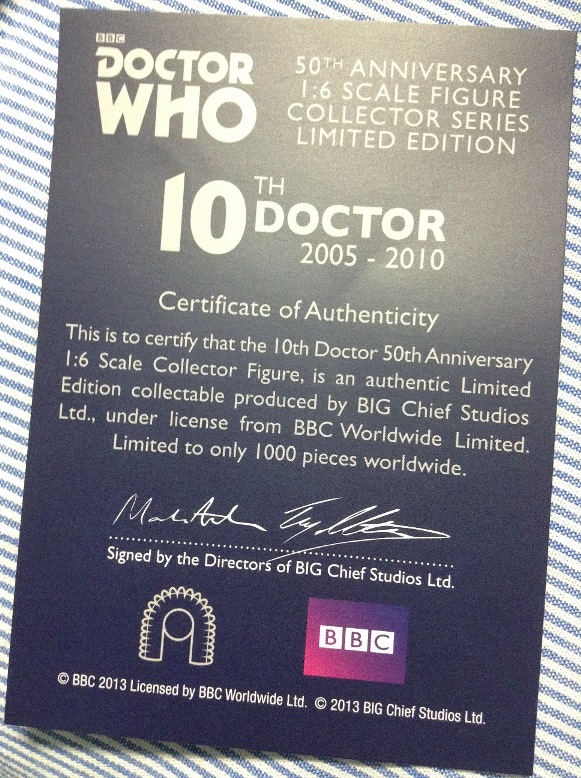 BBC
DOCTOR
WHO
50TH ANNIVERSARY
1:6 SCALE FIGURE
COLLECTOR SERIES
LIMITED EDITION
10TH DOCTOR
2005 - 2010
Certificate of Authenticity
This is to certify that the 10th Doctor 50th Anniversary
1:6 Scale Collector Figure, is an authentic Limited
Edition collectable produced by BIG Chief Studios
Ltd., under license from BBC Worldwide Limited.
Limited to only 1000 pieces worldwide.
Signed by the Directors of BIG Chief Studios Ltd.
BBC
© BBC 2013 Licensed by BBC Worldwide Ltd. © 2013 BIG Chief Studios Ltd.